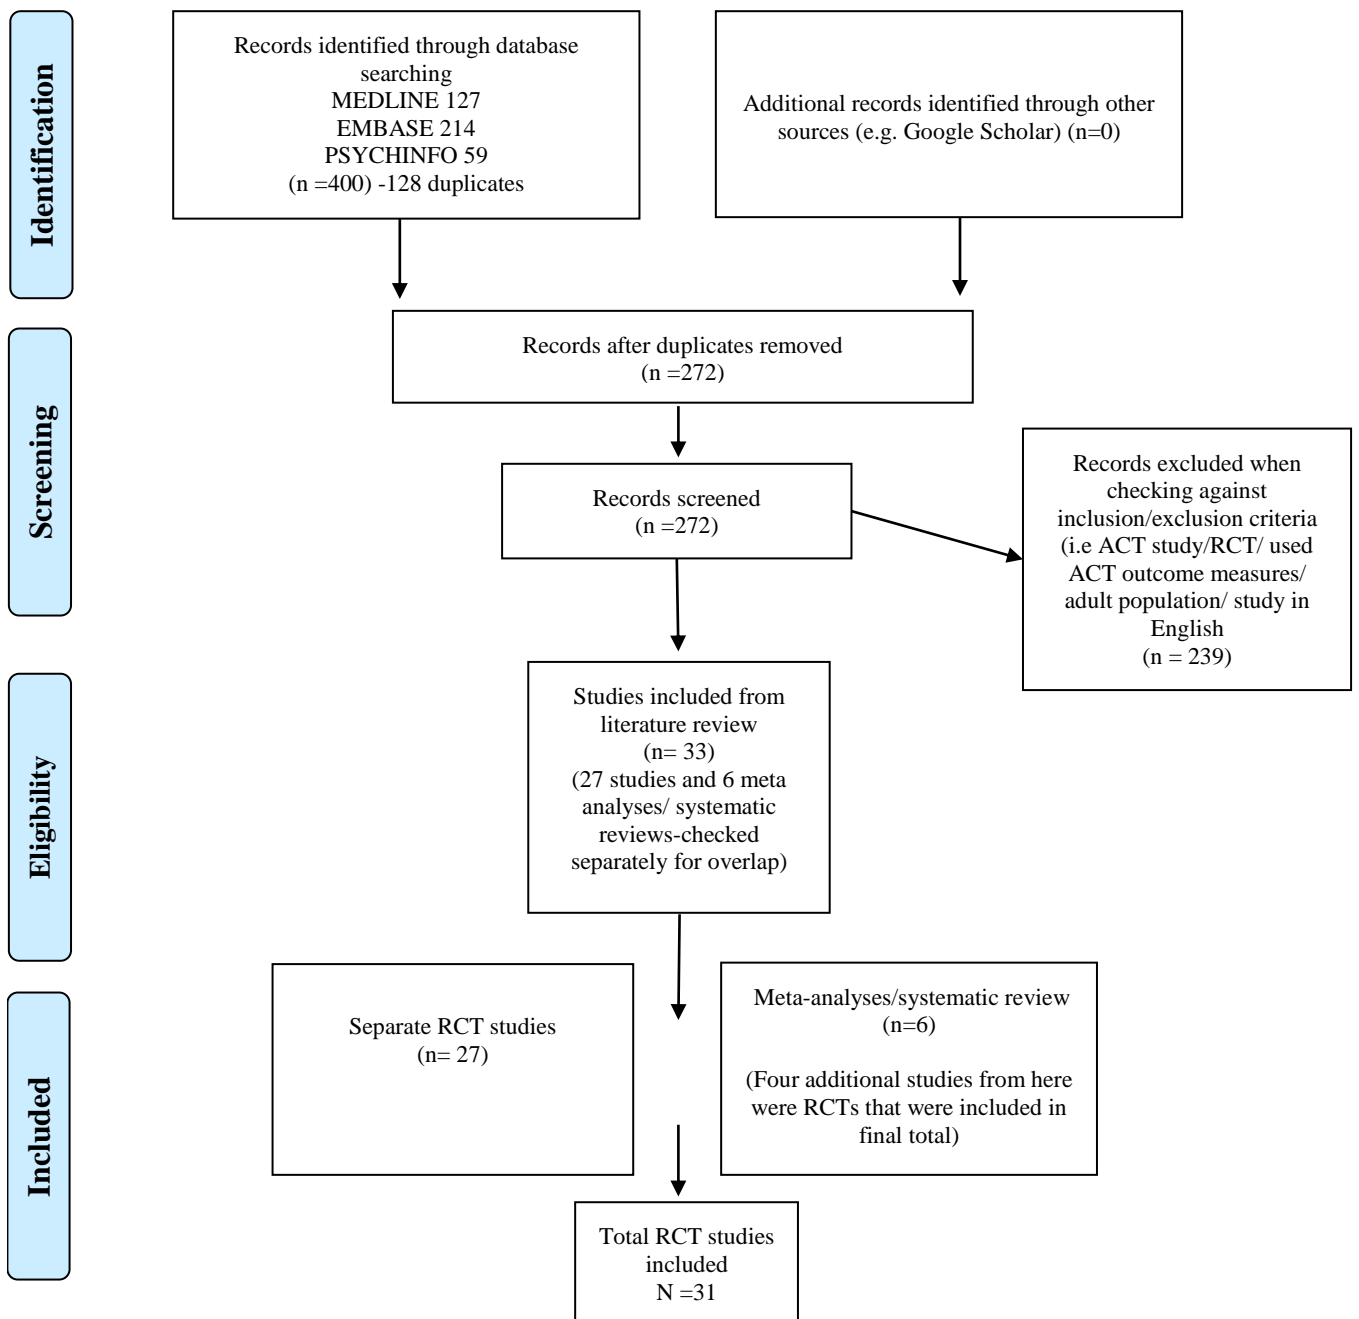 Identification
Records identified through database
searching
MEDLINE 127
EMBASE 214
PSYCHINFO 59
(n =400) -128 duplicates
Additional records identified through other
sources (e.g. Google Scholar) (n=0)
Screening
Records after duplicates removed
(n =272)
Records screened
(n =272)
Records excluded when
checking against
inclusion/exclusion criteria
(i.e ACT study/RCT/ used
ACT outcome measures/
adult population/ study in
English
(n = 239)
Eligibility
Studies included from
literature review
(n= 33)
(27 studies and 6 meta
analyses/ systematic
reviews-checked
separately for overlap)
Included
Separate RCT studies
(n= 27)
Meta-analyses/systematic review
(n=6)
(Four additional studies from here
were RCTs that were included in
final total)
Total RCT studies
included
N =31